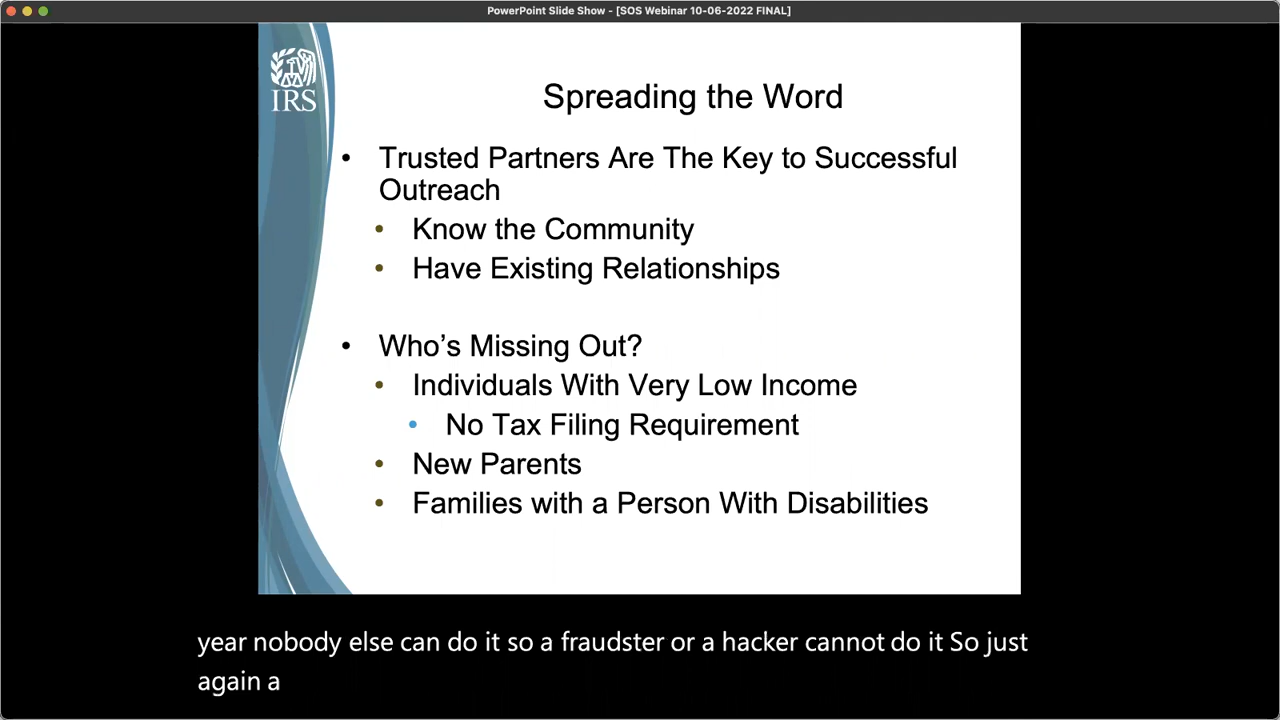 PowerPoint Slide Show - [SOS Webinar 10-06-2022 FINAL]
IRS
Spreading the Word
• Trusted Partners Are The Key to Successful
Outreach
• Know the Community
• Have Existing Relationships
• Who’s Missing Out?
• Individuals With Very Low Income
• No Tax Filing Requirement
• New Parents
• Families with a Person With Disabilities
year nobody else can do it so a fraudster or a hacker cannot do it So just
again a